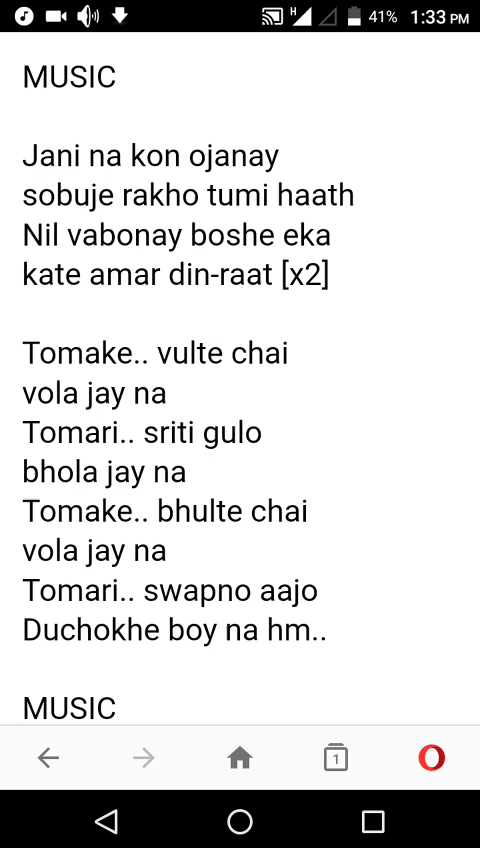 H
41%
1:33 PM
MUSIC
Jani na kon ojanay
sobuje rakho tumi haath
Nil vabonay boshe eka
kate amar din-raat [x2]
Tomake.. vulte chai
vola jay na
Tomari.. sriti gulo
bhola jay na
Tomake.. bhulte chai
vola jay na
Tomari.. swapno aajo
Duchokhe boy na hm..
MUSIC
1